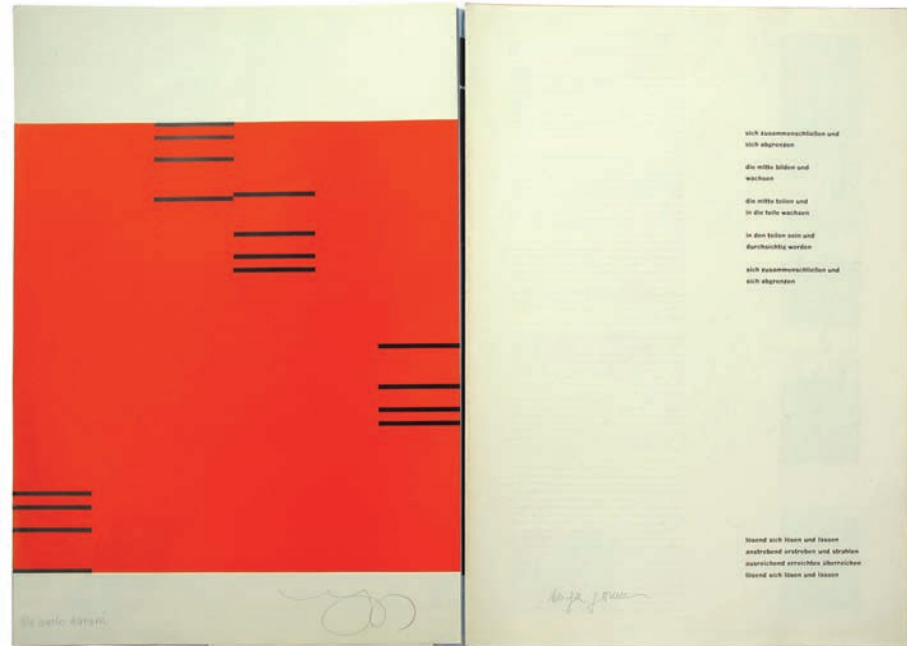 sich zusammenschließen und
sich abgrenzen
die mitte bilden und
wachsen
die mitte teilen und
in die teile wachsen
in den teilen sein und
durchsichtig werden
sich zusammenschließen und
sich abgrenzen
lösend sich lösen und lassen
anstrebend erstreben und strahlen
ausreichend erreichtes überreichen
lösend sich lösen und lassen